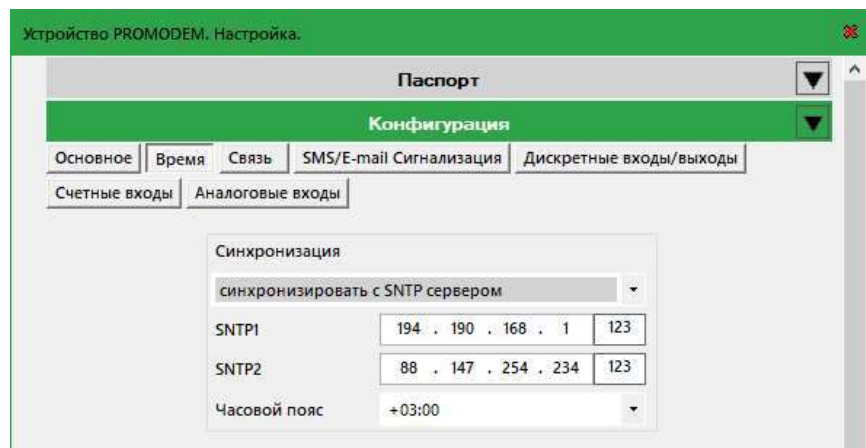 Устройство PROMODEM. Настройка.
Паспорт
Конфигурация
Основное Время Связь SMS/E-mail Сигнализация Дискретные входы/выходы
Счетные входы Аналоговые входы
Синхронизация
синхронизировать с SNTP сервером
SNTP1 194 . 190 . 168 . 1 123
SNTP2 88 . 147 . 254 . 234 123
Часовой пояс +03:00